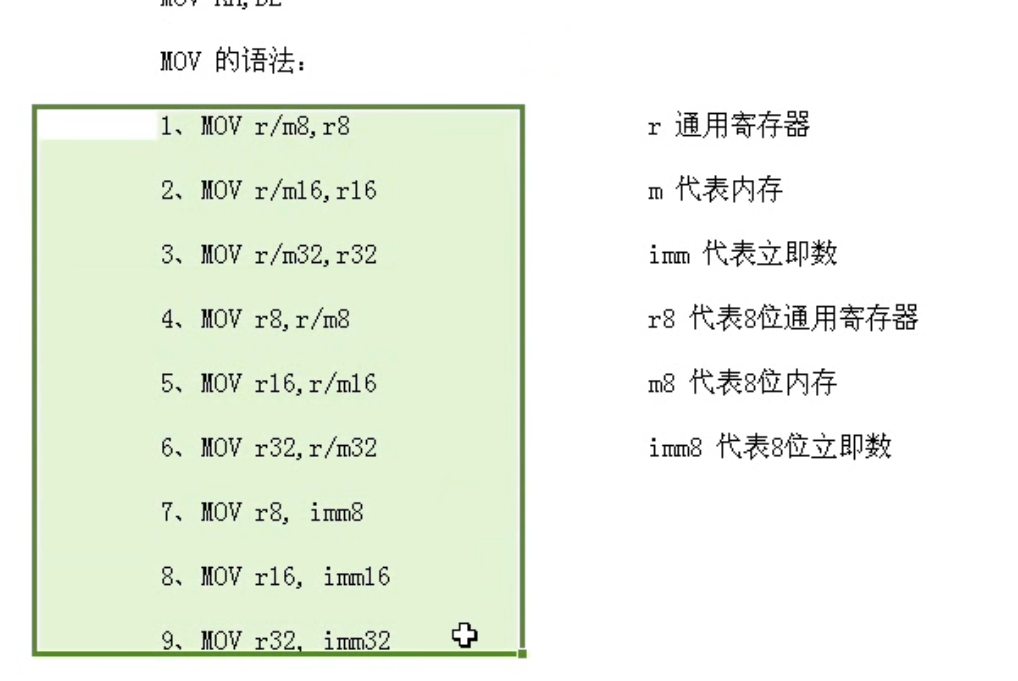 MOV 的语法：
1、MOV r/m8,r8
r 通用寄存器
2、MOV r/m16,r16
m 代表内存
3、MOV r/m32,r32
imm 代表立即数
4、MOV r8,r/m8
r8 代表8位通用寄存器
5、MOV r16,r/m16
m8 代表8位内存
6、MOV r32,r/m32
imm8 代表8位立即数
7、MOV r8, imm8
8、MOV r16, imm16
9、MOV r32, imm32